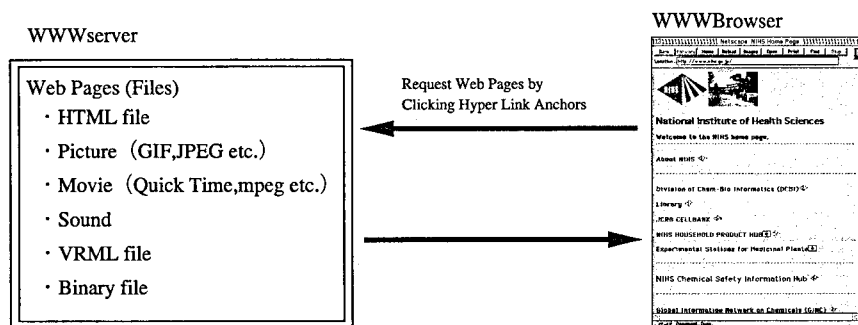 WWWserver
Web Pages (Files)
・HTML file
・Picture（GIF,JPEG etc.）
・Movie（Quick Time,mpeg etc.）
・Sound
・VRML file
・Binary file
Request Web Pages by
Clicking Hyper Link Anchors
WWWBrowser
Netscape NIHS Home Page
NIHS
National Institute of Health Sciences
Welcome to the NIHS home page.
About NIHS
Division of Chem-Bio Informatics (DCBI)
Library
JCRB CELLBANK
NIHS HOUSEHOLD PRODUCT HUB
Experimental Stations for Medicinal Plants
NIHS Chemical Safety Information Hub
Global Information Network on Chemicals (GINC)